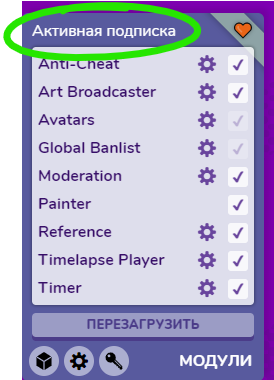 Активная подписка
Anti-Cheat
Art Broadcaster
Avatars
Global Banlist
Moderation
Painter
Reference
Timelapse Player
Timer
ПЕРЕЗАГРУЗИТЬ
МОДУЛИ